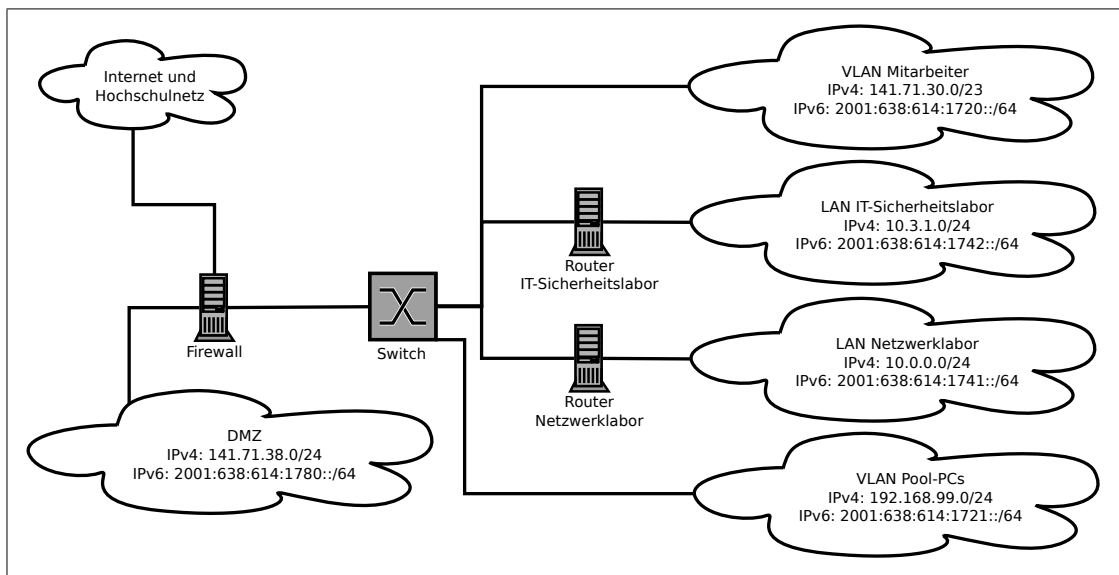 Internet und
Hochschulnetz
VLAN Mitarbeiter
IPv4: 141.71.30.0/23
IPv6: 2001:638:614:1720::/64
LAN IT-Sicherheitslabor
IPv4: 10.3.1.0/24
IPv6: 2001:638:614:1742::/64
Router
IT-Sicherheitslabor
Firewall
Switch
LAN Netzwerklabor
IPv4: 10.0.0.0/24
IPv6: 2001:638:614:1741::/64
Router
Netzwerklabor
DMZ
IPv4: 141.71.38.0/24
IPv6: 2001:638:614:1780::/64
VLAN Pool-PCs
IPv4: 192.168.99.0/24
IPv6: 2001:638:614:1721::/64